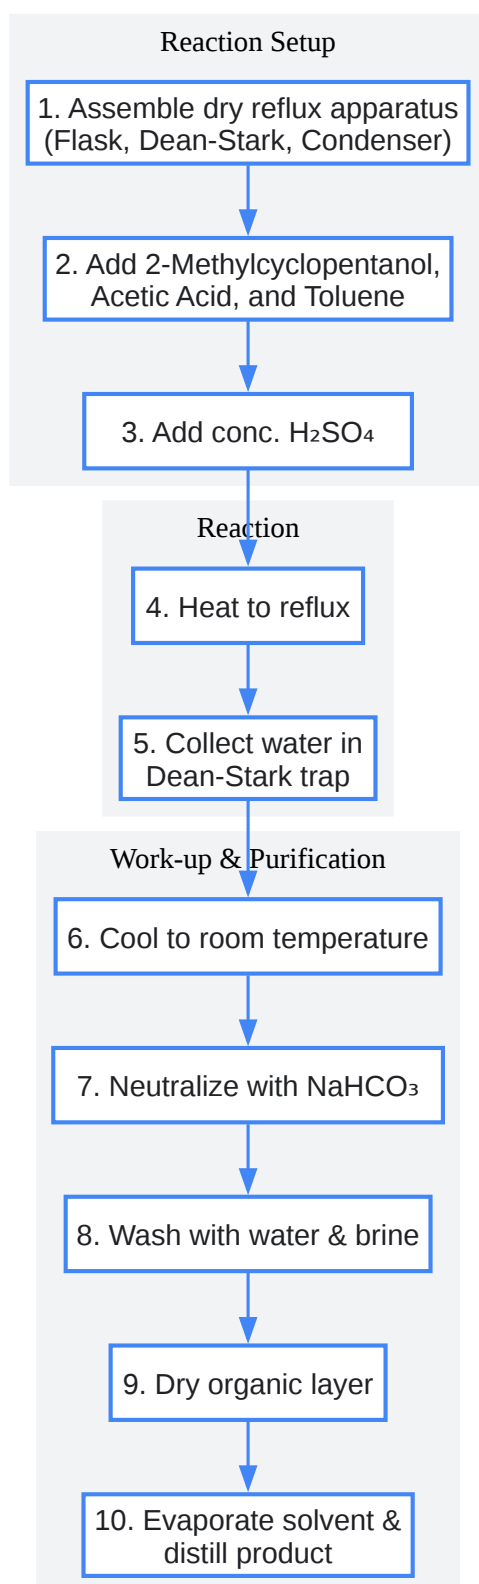 Reaction Setup
1. Assemble dry reflux apparatus
(Flask, Dean-Stark, Condenser)
2. Add 2-Methylcyclopentanol,
Acetic Acid, and Toluene
3. Add conc. H₂SO₄
Reaction
4. Heat to reflux
5. Collect water in
Dean-Stark trap
Work-up & Purification
6. Cool to room temperature
7. Neutralize with NaHCO₃
8. Wash with water & brine
9. Dry organic layer
10. Evaporate solvent &
distill product